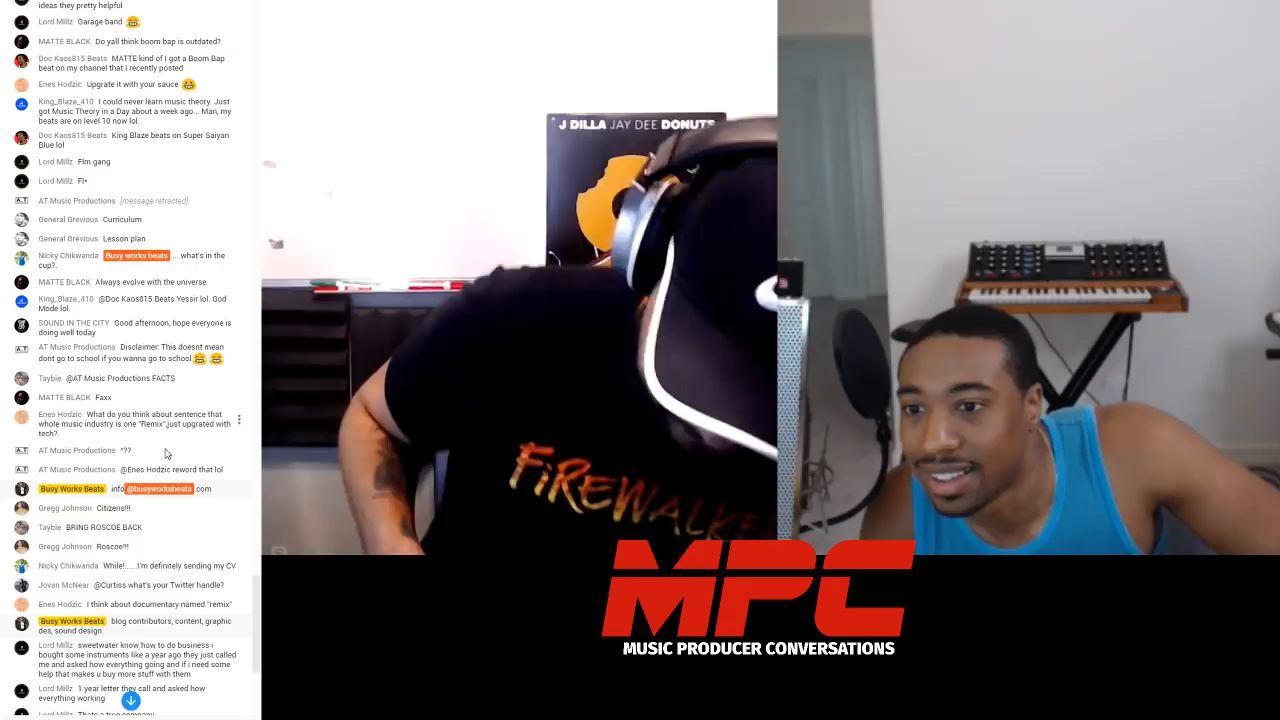 ideas they pretty helpful
Lord Millz Garage band 😂
MATTE BLACK Do yall think boom bap is outdated?
Doc Kaos815 Beats MATTE kind of I got a Boom Bap
beat on my channel that I recently posted
Enes Hodzic Upgrate it with your sauce 😀
King_Blaze_410 I could never learn music theory. Just
got Music Theory in a Day about a week ago... Man, my
beats are on level 10 now lol.
Doc Kaos815 Beats King Blaze beats on Super Saiyan
Blue lol
Lord Millz Flm gang
Lord Millz Fl*
AT Music Productions [message retracted]
General Grevious Curriculum
General Grevious Lesson plan
Nicky Chikwanda Busy works beats .....what's in the
cup?.
MATTE BLACK Always evolve with the universe
King_Blaze_410 @Doc Kaos815 Beats Yessir lol. God
Mode lol.
SOUND IN THE CITY Good afternoon, hope everyone is
doing well today
AT Music Productions Disclaimer: This doesnt mean
dont go to school if you wanna go to school😂 😂
Taybie @AT Music Productions FACTS
MATTE BLACK Faxx
Enes Hodzic What do you think about sentence that
whole music industry is one "Remix",just upgrated with
tech?.
AT Music Productions ^??
AT Music Productions @Enes Hodzic reword that lol
Busy Works Beats info@busyworksbeats.com
Gregg Johnson Citizens!!!
Taybie BRING ROSCOE BACK
Gregg Johnson Roscoe!!!
Nicky Chikwanda While!......I'm definitely sending my CV
Jovan McNear @Curtiss what's your Twitter handle?
Enes Hodzic I think about documentary named "remix"
Busy Works Beats blog contributors, content, graphic
des, sound design
Lord Millz sweetwater know how to do business i
bought some instruments like a year ago they just called
me and asked how everything going and if i need some
help that makes u buy more stuff with them
Lord Millz 1 year letter they call and asked how
everything working
Lord Millz Thats a true company
J DILLA JAY DEE DONUTS
FIREWALKE
MPC
MUSIC PRODUCER CONVERSATIONS